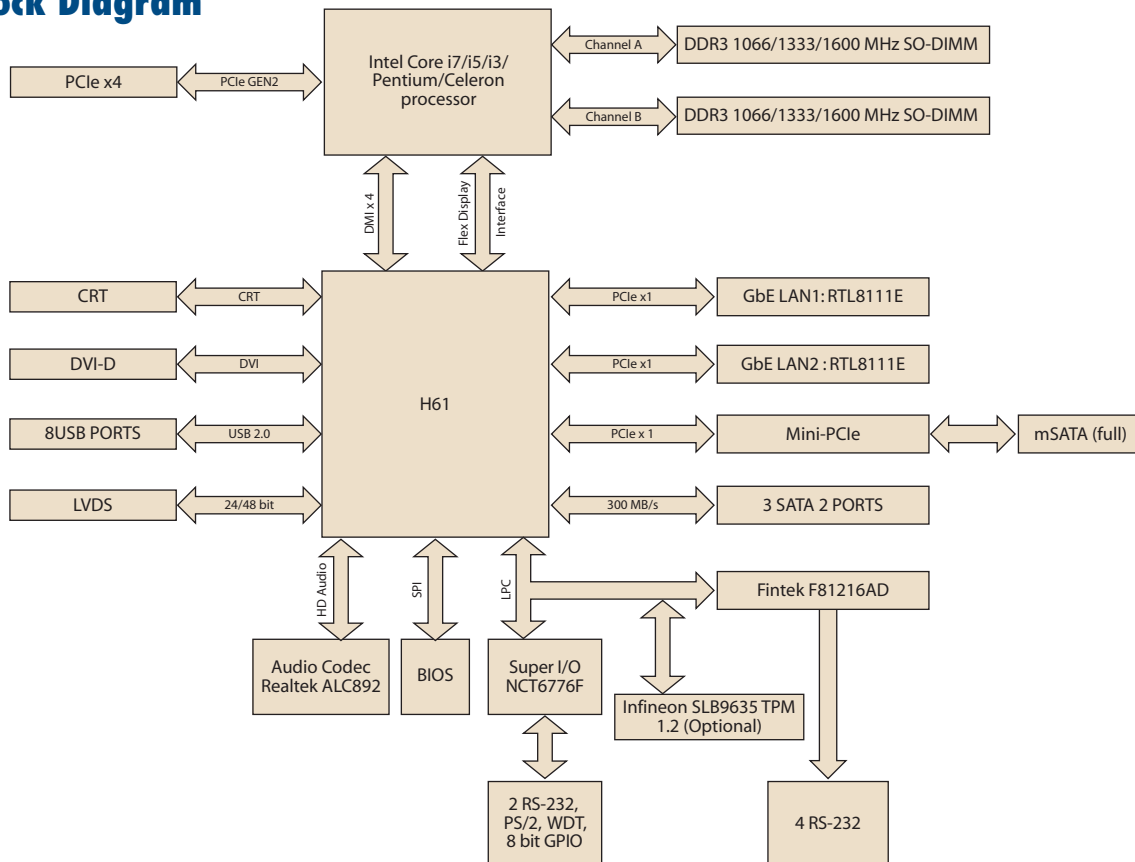 ock Diagram
Intel Core i7/i5/i3/
Pentium/Celeron
processor
PCIe x4
PCIe GEN2
Channel A
DDR3 1066/1333/1600 MHz SO-DIMM
Channel B
DDR3 1066/1333/1600 MHz SO-DIMM
DMI x 4
Flex Display
Interface
H61
CRT
CRT
PCIe x1
GbE LAN1: RTL8111E
DVI-D
DVI
PCIe x1
GbE LAN2 : RTL8111E
8USB PORTS
USB 2.0
PCIe x 1
Mini-PCIe
mSATA (full)
LVDS
24/48 bit
300 MB/s
3 SATA 2 PORTS
HD Audio
SPI
LPC
Fintek F81216AD
Audio Codec
Realtek ALC892
BIOS
Super I/O
NCT6776F
Infineon SLB9635 TPM
1.2 (Optional)
2 RS-232,
PS/2, WDT,
8 bit GPIO
4 RS-232